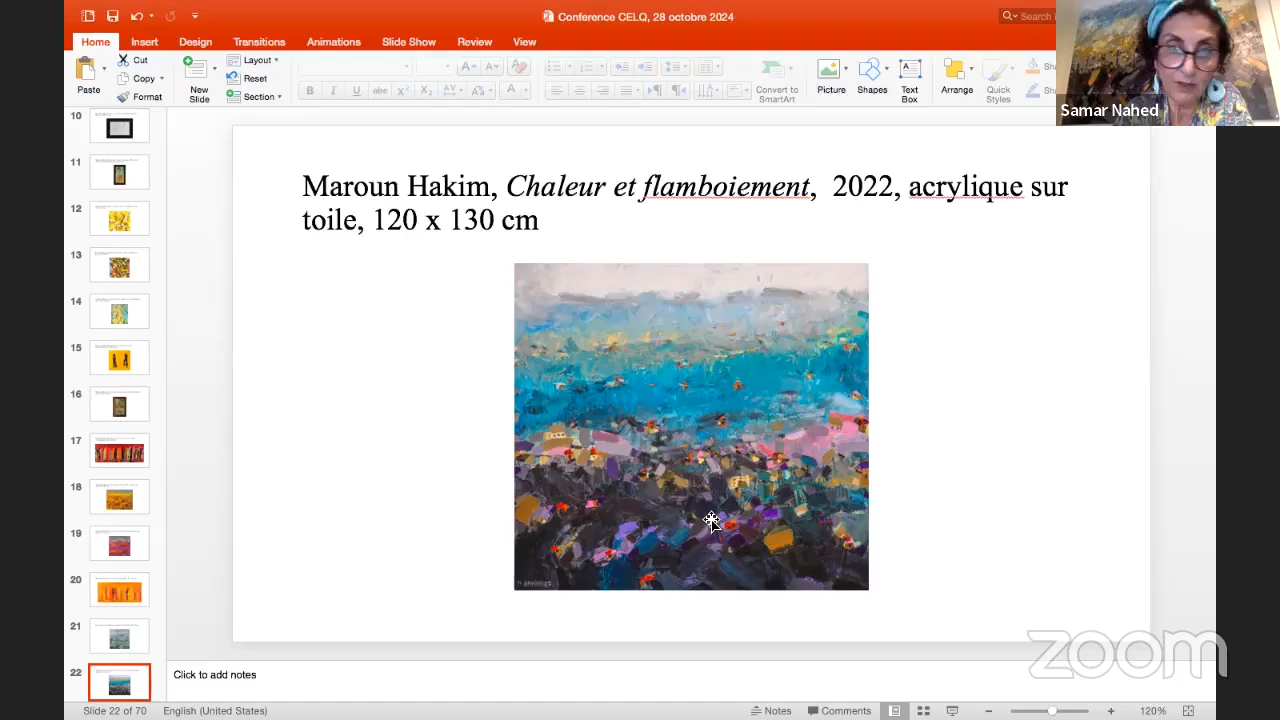 Conference CELQ, 28 octobre 2024
Search
Home Insert Design Transitions Animations Slide Show Review View
Paste
Cut
Copy
Format
New Slide
Layout
Reset
Section
Convert to SmartArt
Picture
Shapes
Text Box
Arrange
Quick Styles
Samar Nahed
10
11
12
13
14
15
16
17
18
19
20
21
22
Maroun Hakim, Chaleur et flamboiement, 2022, acrylique sur
toile, 120 x 130 cm
zoom
Click to add notes
Slide 22 of 70 English (United States) Notes Comments 120%